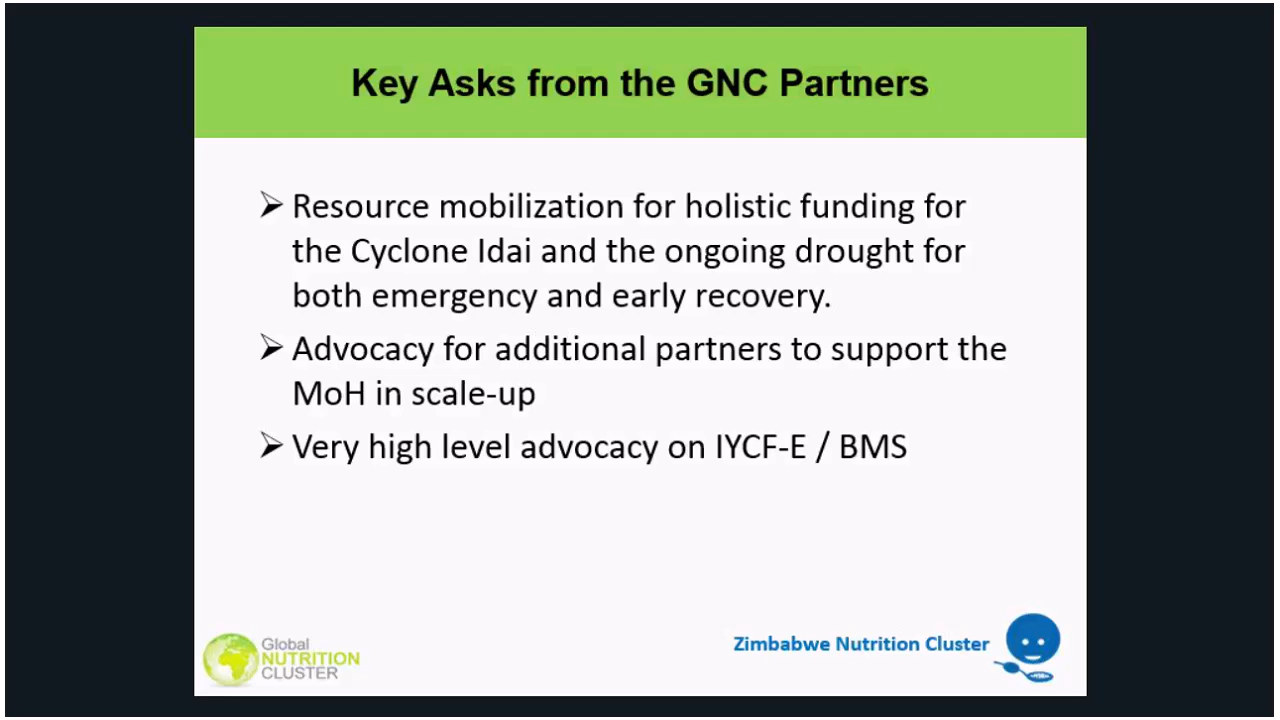 Key Asks from the GNC Partners
⮚ Resource mobilization for holistic funding for
the Cyclone Idai and the ongoing drought for
both emergency and early recovery.
⮚ Advocacy for additional partners to support the
MoH in scale-up
⮚ Very high level advocacy on IYCF-E / BMS
Global
NUTRITION
CLUSTER
Zimbabwe Nutrition Cluster